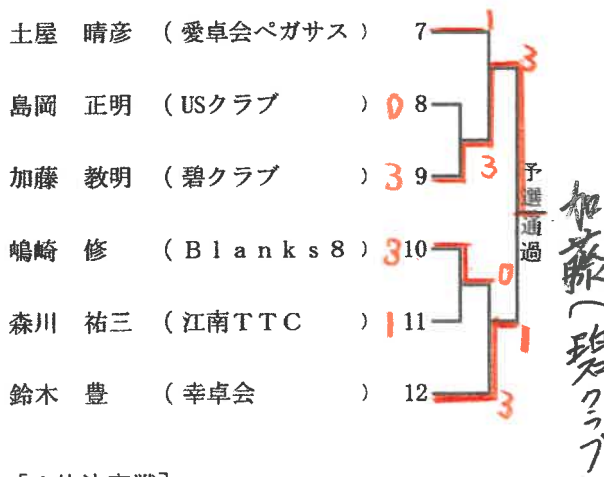 土屋 晴彦 (愛卓会ペガサス) 7 1
3
島岡 正明 (USクラブ) 0 8
加藤 教明 (碧クラブ) 3 9 3
予選通過
嶋崎 修 (Blanks8) 3 10 0
森川 祐三 (江南TTC) 1 11 1
鈴木 豊 (幸卓会) 12 3
加藤(碧クラブ